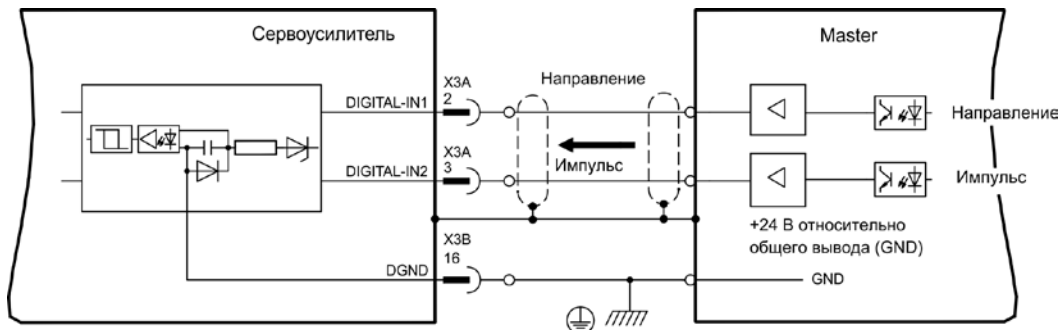 Сервоусилитель
Master
X3A
2
Направление
DIGITAL-IN1
Направление
X3A
3
Импульс
DIGITAL-IN2
Импульс
+24 В относительно
общего вывода (GND)
X3B
16
DGND
GND